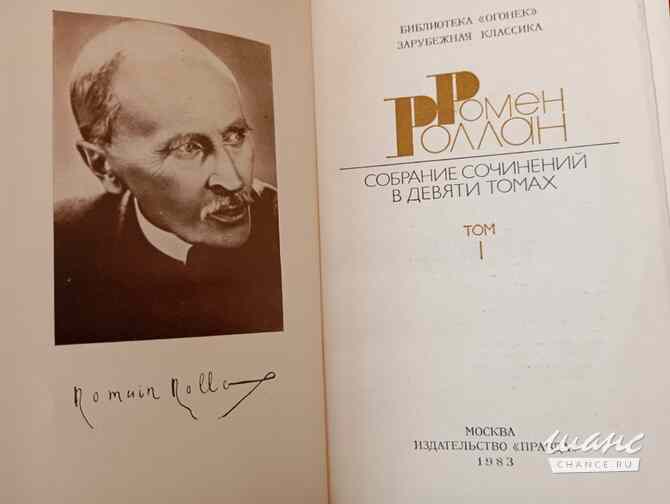 Romain Rolland
БИБЛИОТЕКА «ОГОНЕК»
ЗАРУБЕЖНАЯ КЛАССИКА
РОМЕН
РОЛЛАН
СОБРАНИЕ СОЧИНЕНИЙ
В ДЕВЯТИ ТОМАХ
ТОМ
I
МОСКВА
ИЗДАТЕЛЬСТВО «ПРАВДА»
1983
шанс
CHANCE.RU